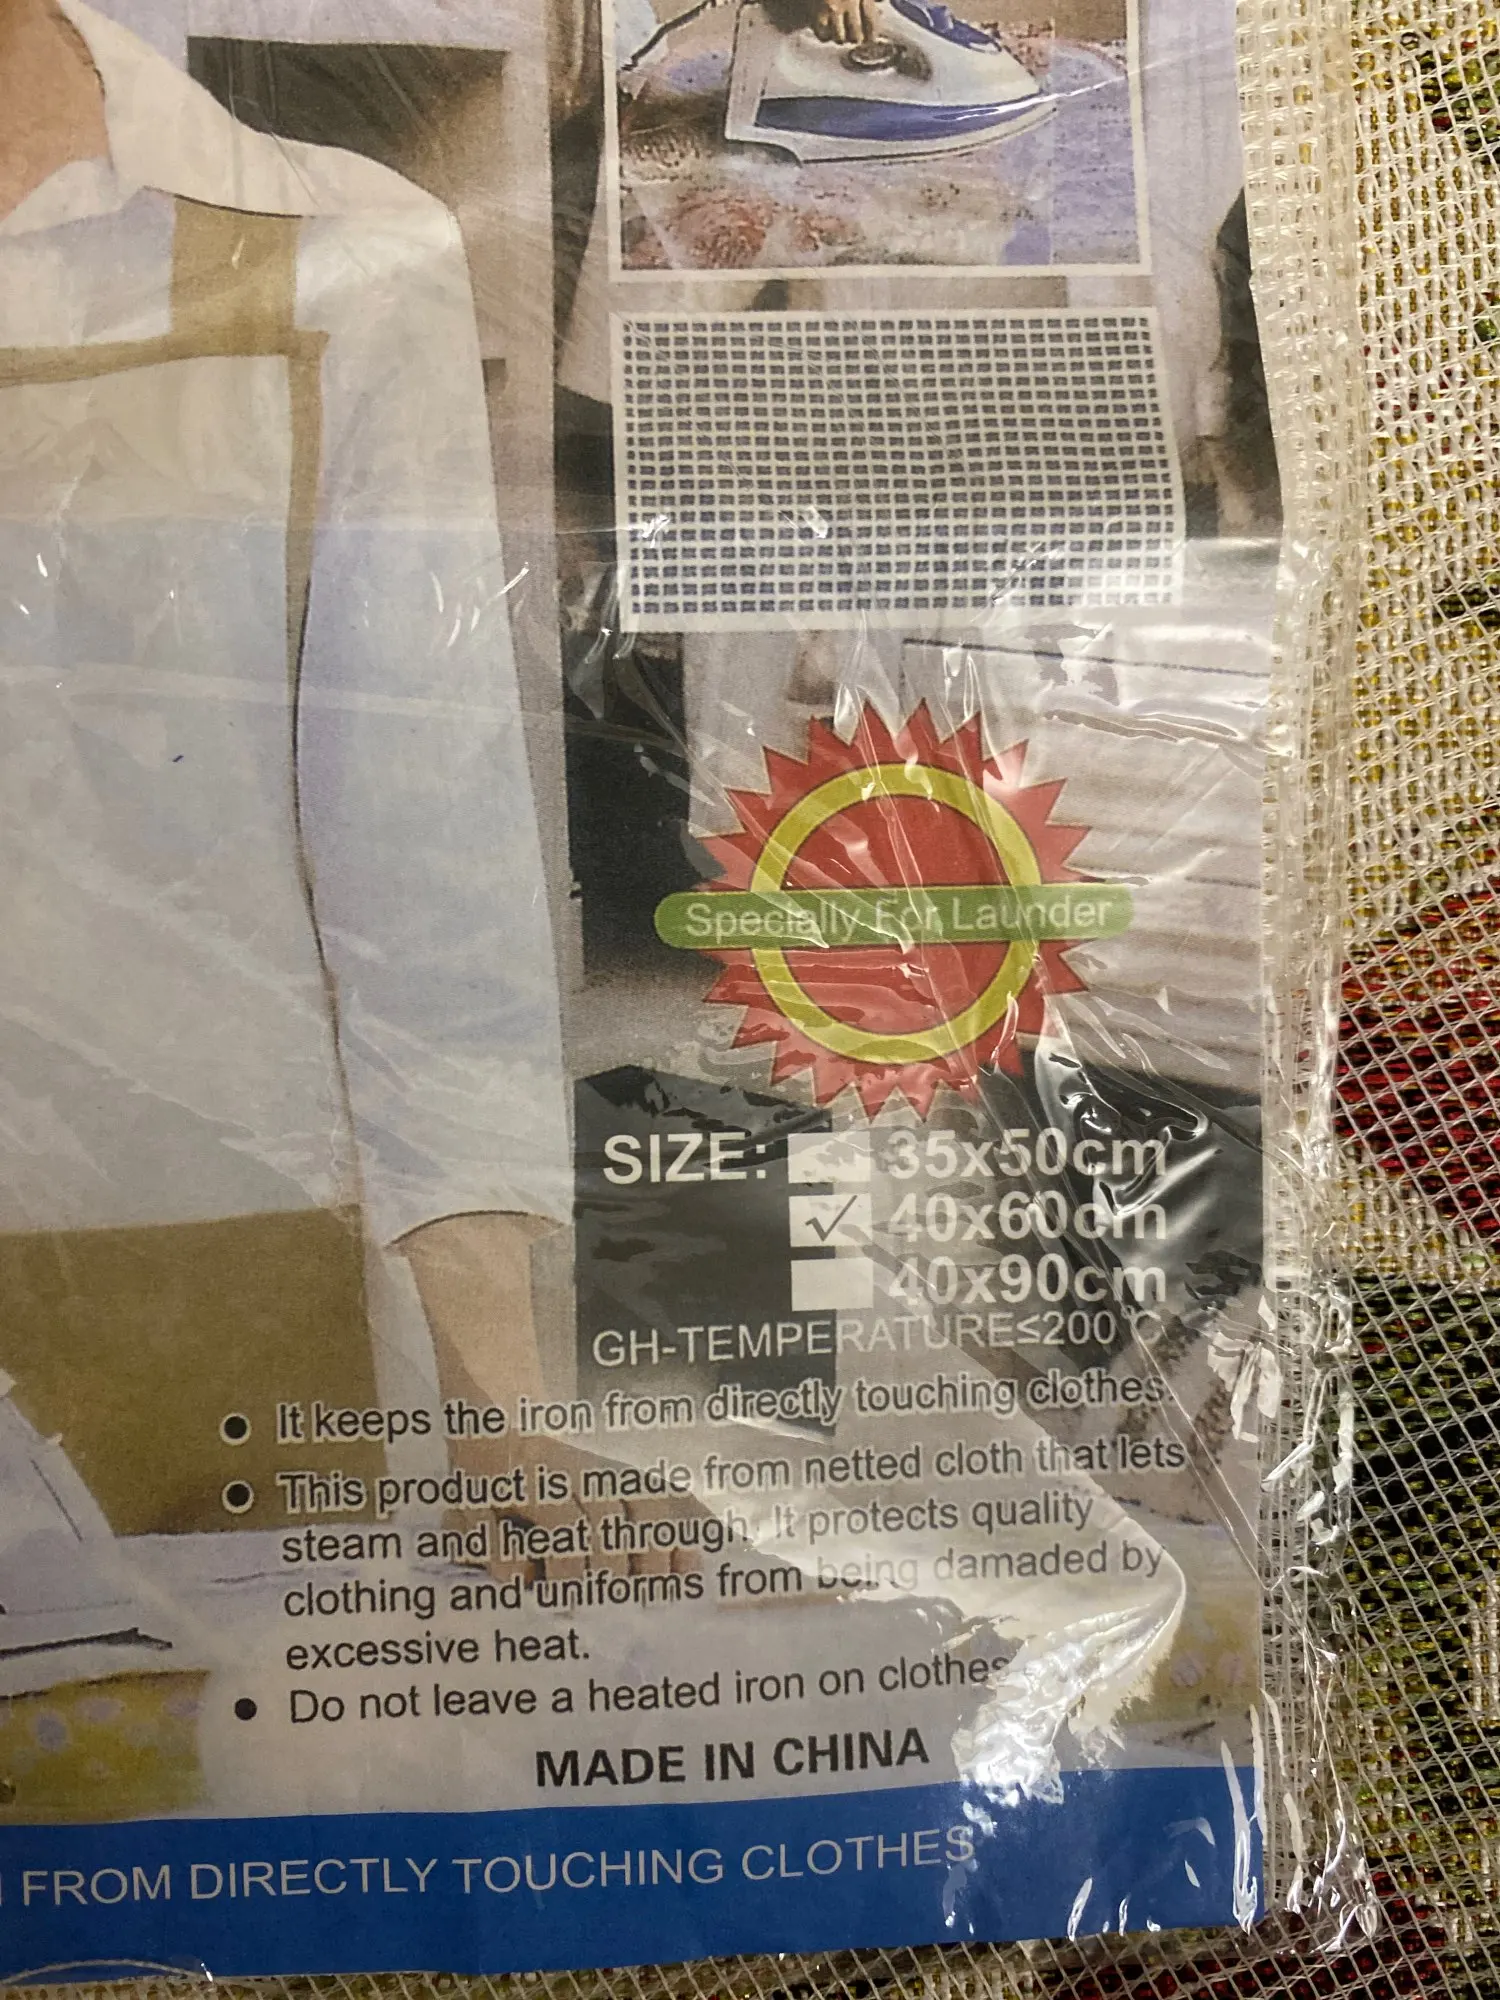 Specially For Launder
SIZE: 35x50cm
✓ 40x60cm
40x90cm
GH-TEMPERATURE≤200°C
● It keeps the iron from directly touching clothes.
● This product is made from netted cloth that lets
steam and heat through. It protects quality
clothing and uniforms from being damaded by
excessive heat.
● Do not leave a heated iron on clothes
MADE IN CHINA
FROM DIRECTLY TOUCHING CLOTHES